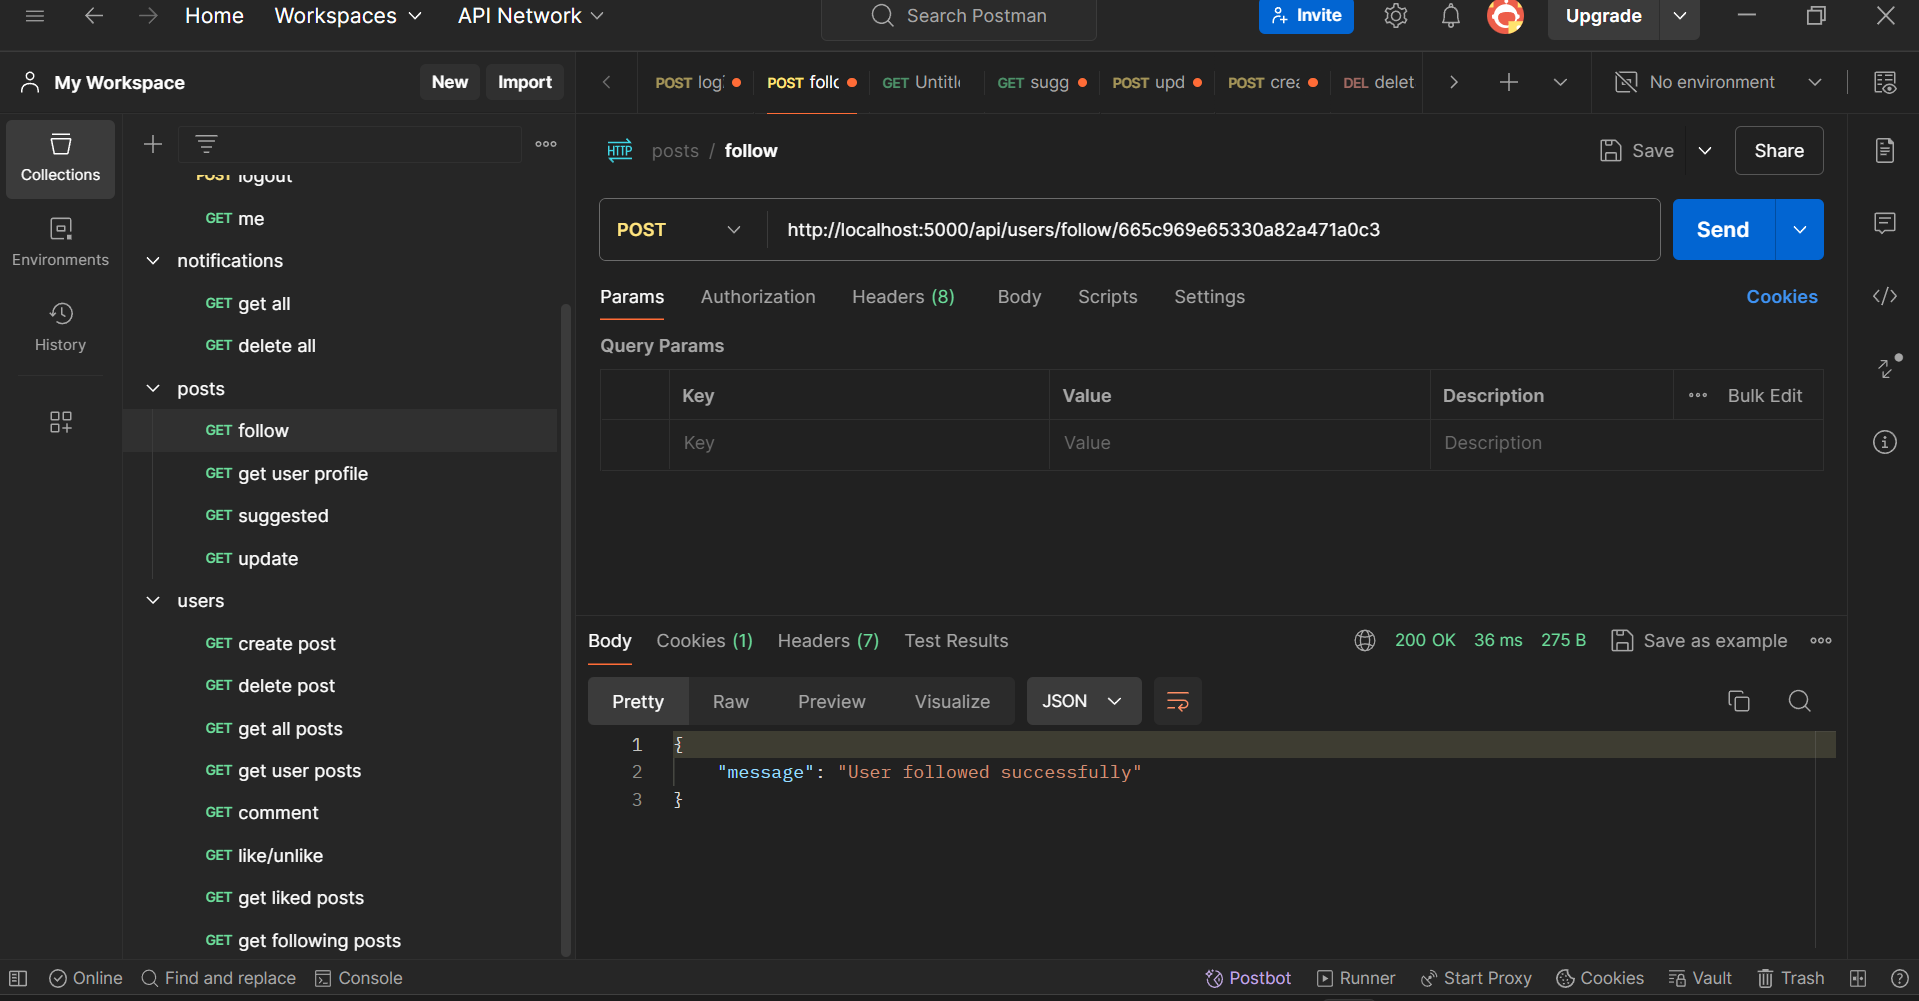 Home Workspaces API Network Search Postman Invite Upgrade
My Workspace New Import POST log POST follo GET Untitle GET sugg POST upd POST crea DEL delet No environment
Collections
Environments
History
POST logout
GET me
notifications
GET get all
GET delete all
posts
GET follow
GET get user profile
GET suggested
GET update
users
GET create post
GET delete post
GET get all posts
GET get user posts
GET comment
GET like/unlike
GET get liked posts
GET get following posts
HTTP posts / follow Save Share
POST http://localhost:5000/api/users/follow/665c969e65330a82a471a0c3 Send
Params Authorization Headers (8) Body Scripts Settings Cookies
Query Params
Key Value Description Bulk Edit
Key Value Description
Body Cookies (1) Headers (7) Test Results 200 OK 36 ms 275 B Save as example
Pretty Raw Preview Visualize JSON
1 {
2 "message": "User followed successfully"
3 }
Online Find and replace Console Postbot Runner Start Proxy Cookies Vault Trash